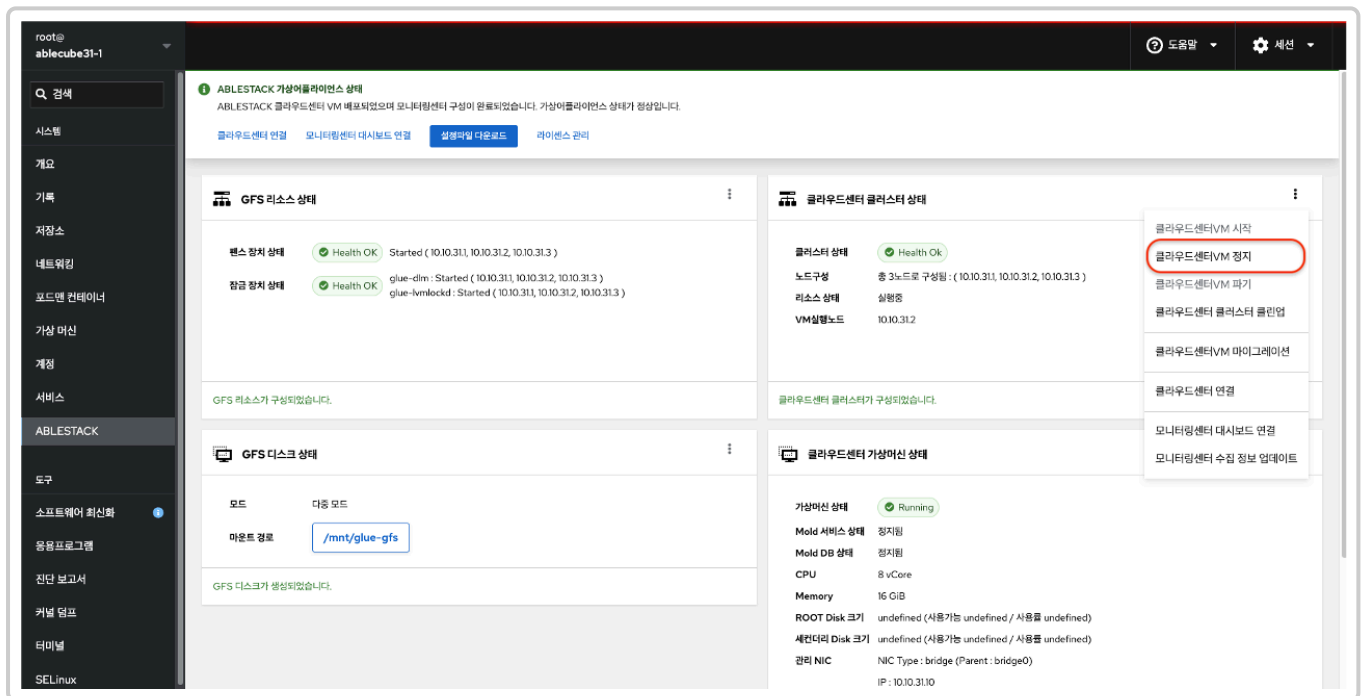 root@
ablecube31-1
도움말
세션
검색
시스템
개요
기록
저장소
네트워킹
포드맨 컨테이너
가상 머신
계정
서비스
ABLESTACK
도구
소프트웨어 최신화
응용프로그램
진단 보고서
커널 덤프
터미널
SELinux
ABLESTACK 가상어플라이언스 상태
ABLESTACK 클라우드센터 VM 배포되었으며 모니터링센터 구성이 완료되었습니다. 가상어플라이언스 상태가 정상입니다.
클라우드센터 연결 모니터링센터 대시보드 연결 설정파일 다운로드 라이센스 관리
GFS 리소스 상태
펜스 장치 상태 Health OK Started ( 10.10.31.1, 10.10.31.2, 10.10.31.3 )
잠금 장치 상태 Health OK glue-dlm : Started ( 10.10.31.1, 10.10.31.2, 10.10.31.3 )
glue-lvmlockd : Started ( 10.10.31.1, 10.10.31.2, 10.10.31.3 )
GFS 리소스가 구성되었습니다.
클라우드센터 클러스터 상태
클러스터 상태 Health Ok
노드구성 총 3노드로 구성됨 : ( 10.10.31.1, 10.10.31.2, 10.10.31.3 )
리소스 상태 실행중
VM실행노드 10.10.31.2
클라우드센터 클러스터가 구성되었습니다.
클라우드센터VM 시작
클라우드센터VM 정지
클라우드센터VM 파기
클라우드센터 클러스터 클린업
클라우드센터VM 마이그레이션
클라우드센터 연결
모니터링센터 대시보드 연결
모니터링센터 수집 정보 업데이트
GFS 디스크 상태
모드 다중 모드
마운트 경로 /mnt/glue-gfs
GFS 디스크가 생성되었습니다.
클라우드센터 가상머신 상태
가상머신 상태 Running
Mold 서비스 상태 정지됨
Mold DB 상태 정지됨
CPU 8 vCore
Memory 16 GiB
ROOT Disk 크기 undefined (사용가능 undefined / 사용률 undefined)
세컨더리 Disk 크기 undefined (사용가능 undefined / 사용률 undefined)
관리 NIC NIC Type : bridge (Parent : bridge0)
IP : 10.10.31.10